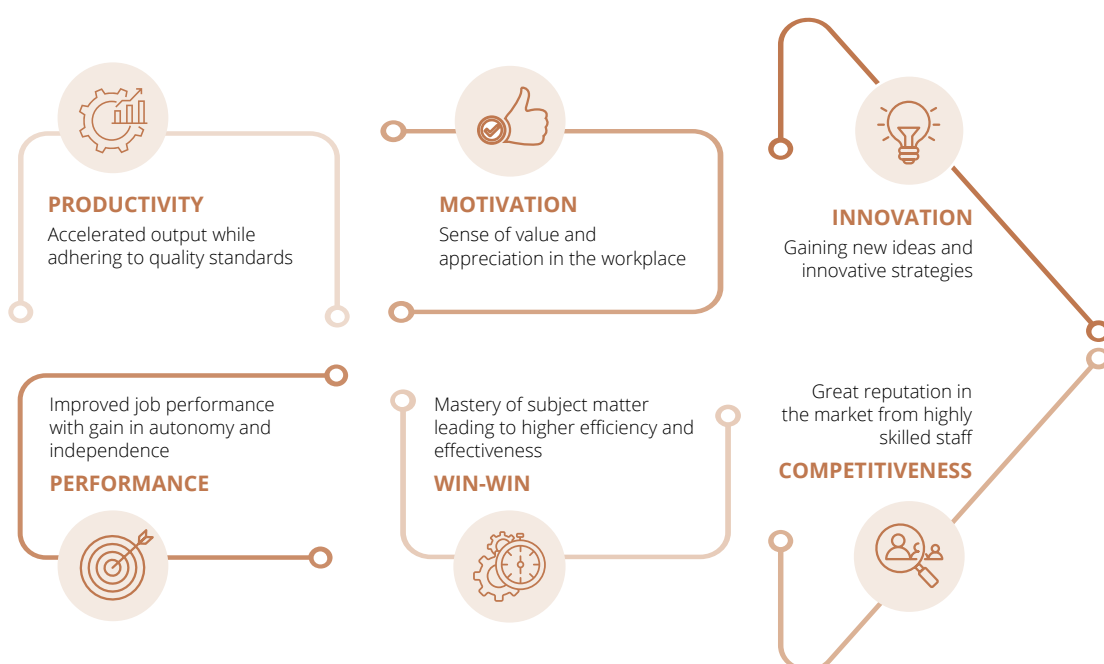 PRODUCTIVITY
Accelerated output while
adhering to quality standards
MOTIVATION
Sense of value and
appreciation in the workplace
INNOVATION
Gaining new ideas and
innovative strategies
Improved job performance
with gain in autonomy and
independence
PERFORMANCE
Mastery of subject matter
leading to higher efficiency and
effectiveness
WIN-WIN
Great reputation in
the market from highly
skilled staff
COMPETITIVENESS